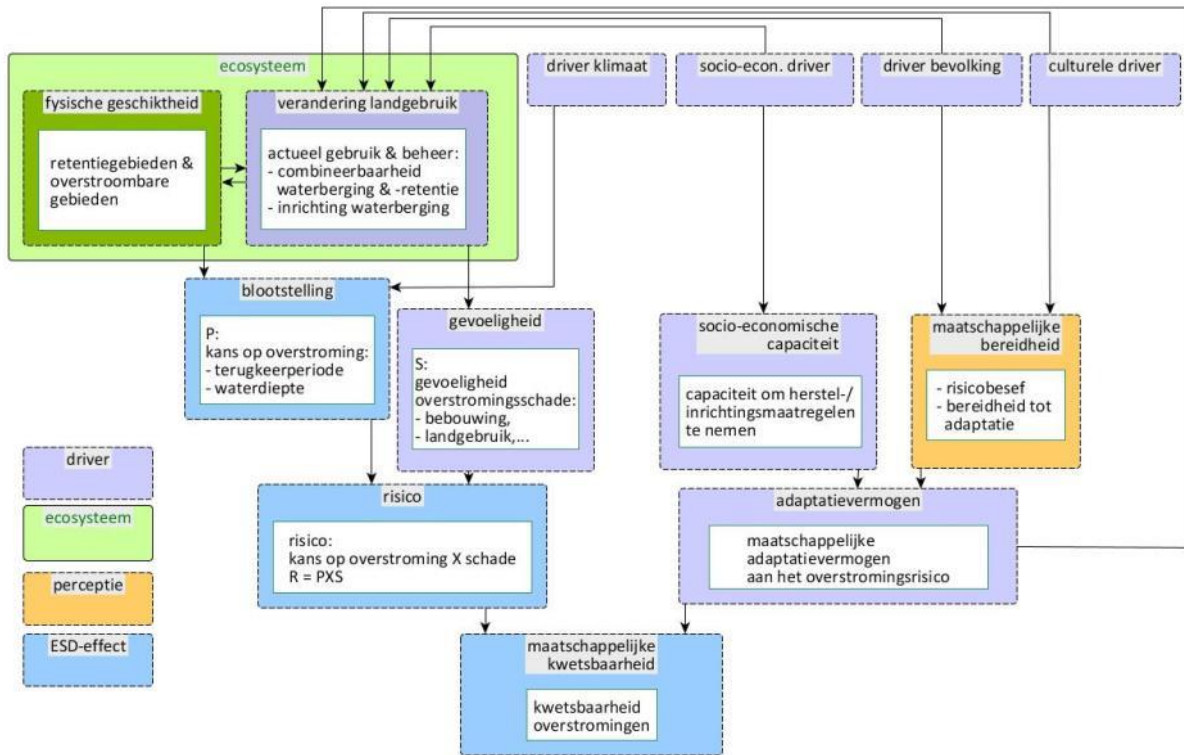 ecosysteem
driver klimaat
socio-econ. driver
driver bevolking
culturele driver
fysische geschiktheid
retentiegebieden &
overstroombare
gebieden
verandering landgebruik
actueel gebruik & beheer:
- combineerbaarheid
waterberging & -retentie
- inrichting waterberging
blootstelling
P:
kans op overstroming:
- terugkeerperiode
- waterdiepte
gevoeligheid
S:
gevoeligheid
overstromingsschade:
- bebouwing,
- landgebruik,...
socio-economische
capaciteit
capaciteit om herstel-/
inrichtingsmaatregelen
te nemen
maatschappelijke
bereidheid
- risicobesef
- bereidheid tot
adaptatie
driver
ecosysteem
perceptie
ESD-effect
risico
risico:
kans op overstroming X schade
R = PXS
adaptatievermogen
maatschappelijke
adaptatievermogen
aan het overstromingsrisico
maatschappelijke
kwetsbaarheid
kwetsbaarheid
overstromingen